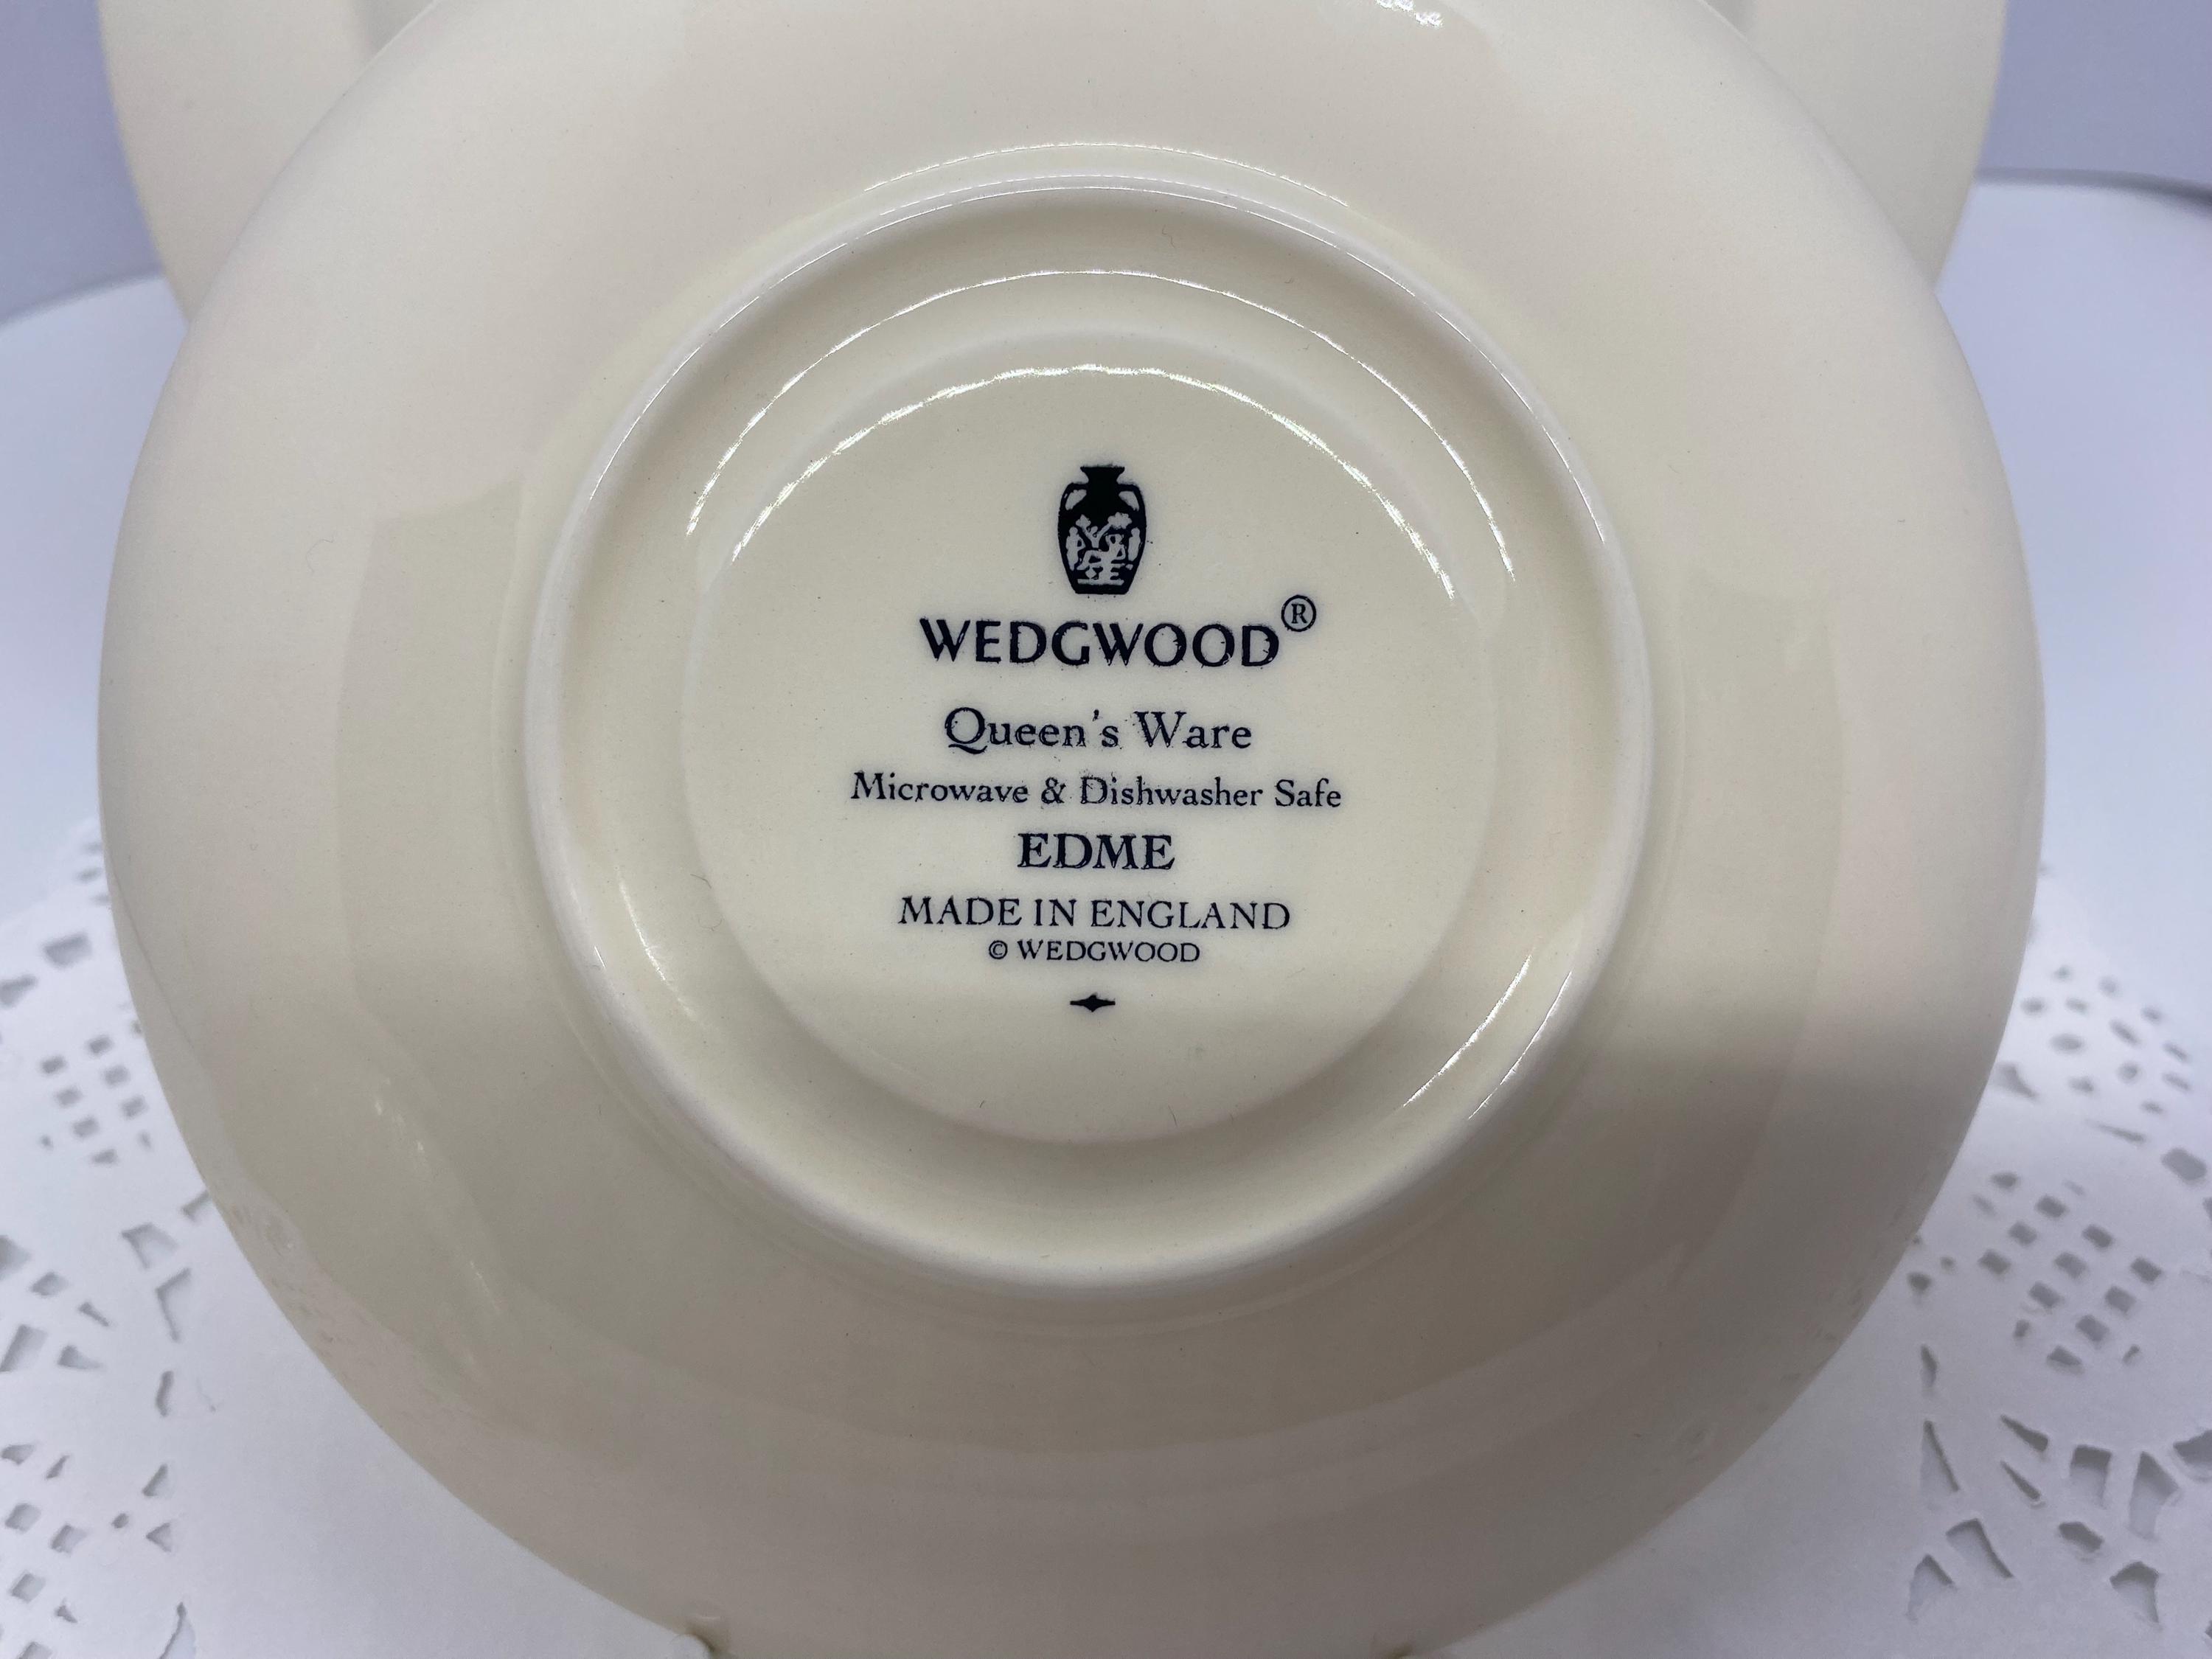 WEDGWOOD®
Queen's Ware
Microwave & Dishwasher Safe
EDME
MADE IN ENGLAND
© WEDGWOOD